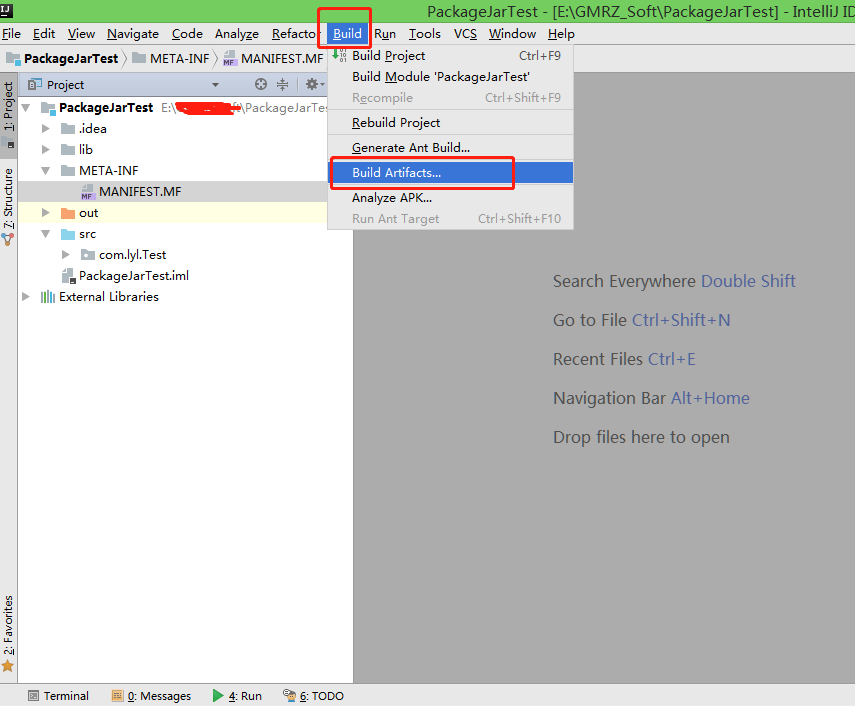 PackageJarTest - [E:\GMRZ_Soft\PackageJarTest] - IntelliJ ID
File Edit View Navigate Code Analyze Refactor Build Run Tools VCS Window Help
PackageJarTest META-INF MANIFEST.MF
Build Project Ctrl+F9
Build Module 'PackageJarTest'
Recompile Ctrl+Shift+F9
Rebuild Project
Generate Ant Build...
Build Artifacts...
Analyze APK...
Run Ant Target Ctrl+Shift+F10
1: Project
7: Structure
2: Favorites
Project
PackageJarTest E:\ \PackageJarTes
.idea
lib
META-INF
MANIFEST.MF
out
src
com.lyl.Test
PackageJarTest.iml
External Libraries
Search Everywhere Double Shift
Go to File Ctrl+Shift+N
Recent Files Ctrl+E
Navigation Bar Alt+Home
Drop files here to open
Terminal 0: Messages 4: Run 6: TODO